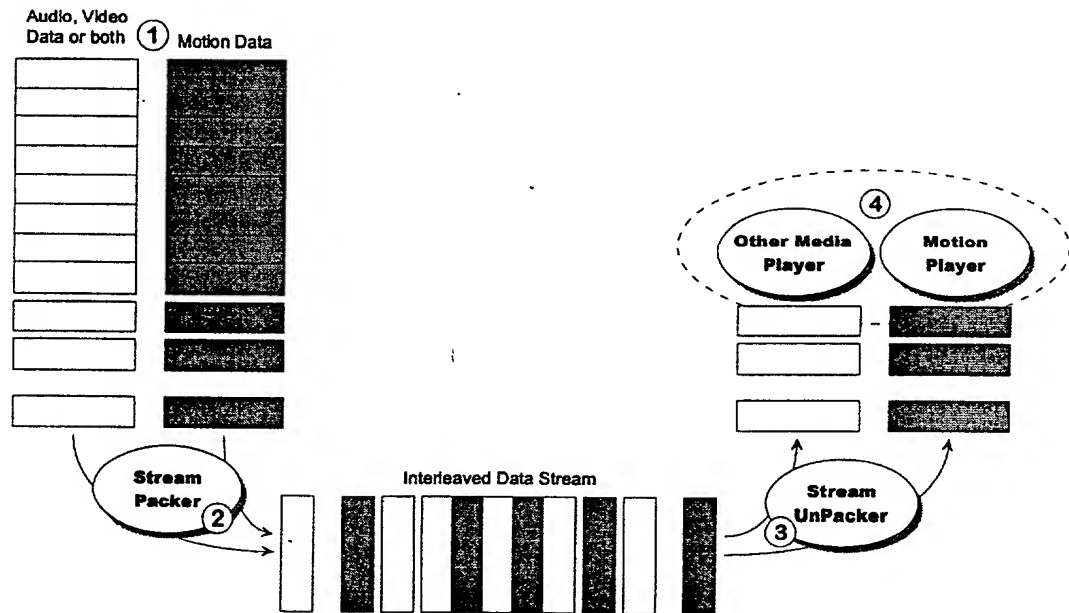 Audio, Video
Data or both
1
Motion Data
4
Other Media
Player
Motion
Player
Stream
Packer
2
Interleaved Data Stream
Stream
UnPacker
3